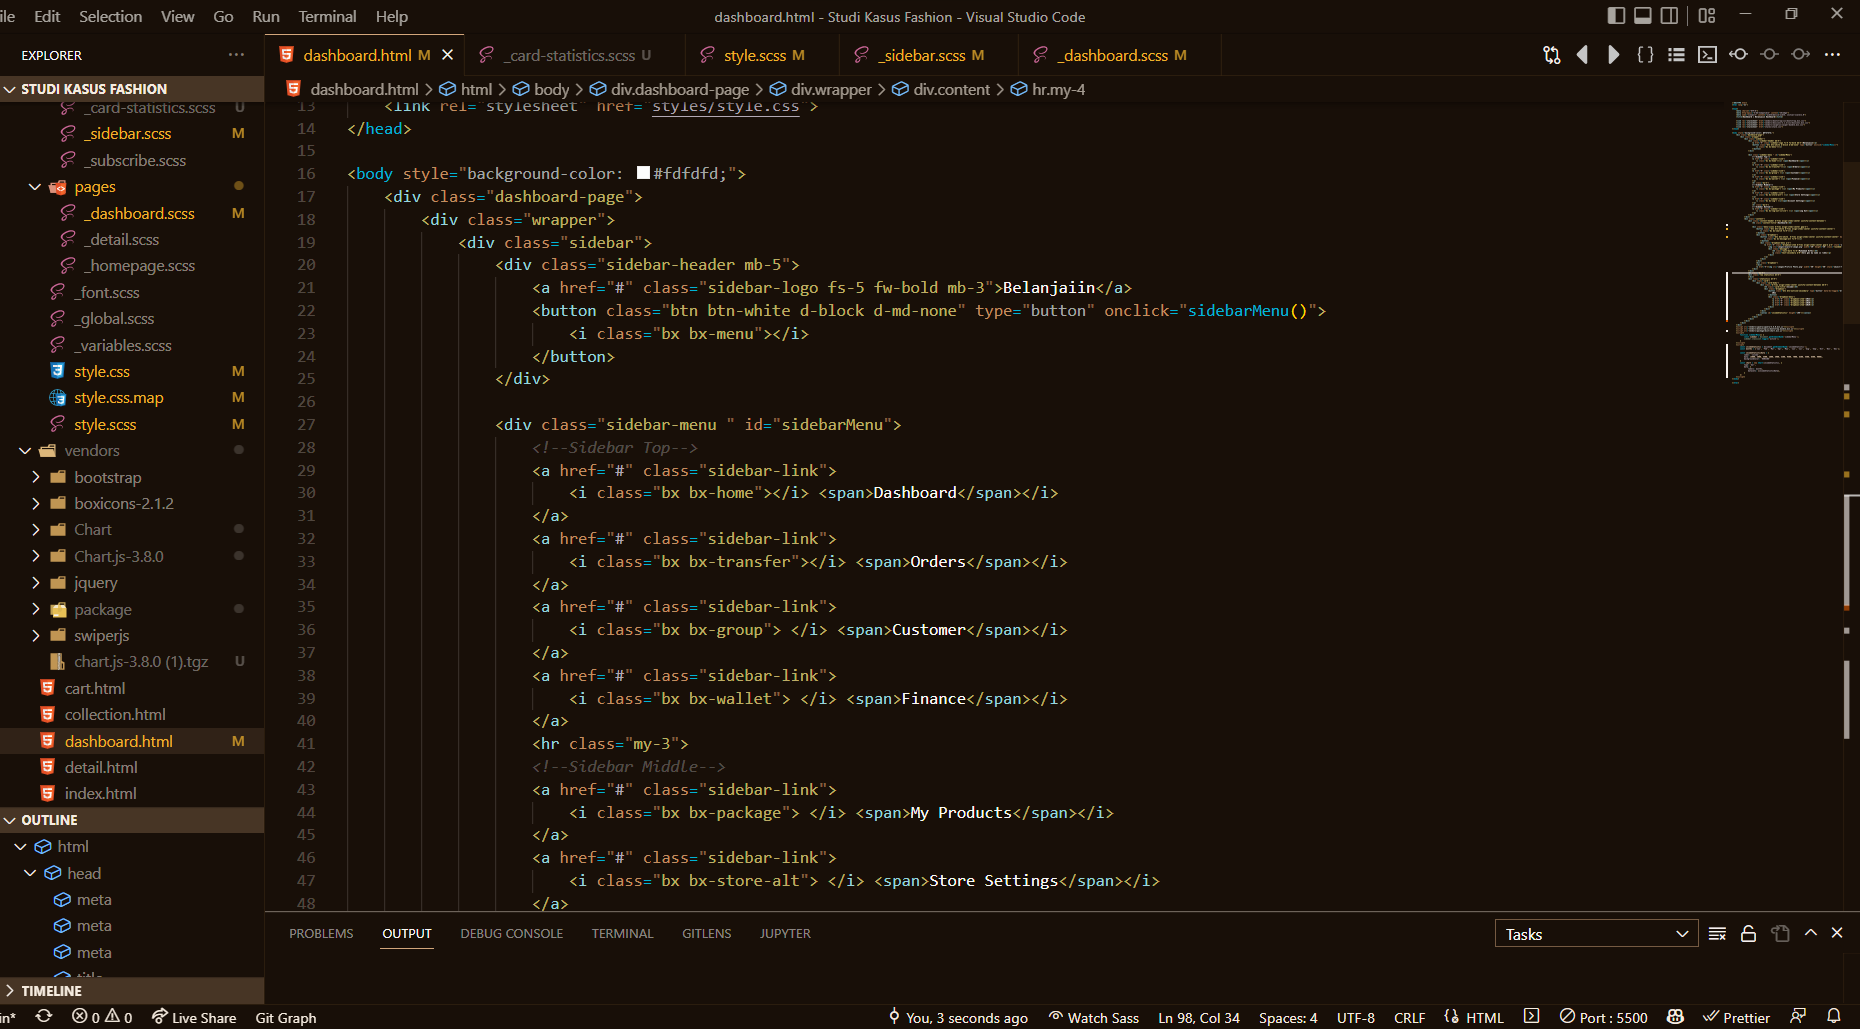 ile Edit Selection View Go Run Terminal Help
dashboard.html - Studi Kasus Fashion - Visual Studio Code
EXPLORER
STUDI KASUS FASHION
_card-statistics.scss U
_sidebar.scss M
_subscribe.scss
pages
_dashboard.scss M
_detail.scss
_homepage.scss
_font.scss
_global.scss
_variables.scss
style.css M
style.css.map M
style.scss M
vendors
bootstrap
boxicons-2.1.2
Chart
Chart.js-3.8.0
jquery
package
swiperjs
chart.js-3.8.0 (1).tgz U
cart.html
collection.html
dashboard.html M
detail.html
index.html
OUTLINE
html
head
meta
meta
meta
title
TIMELINE
dashboard.html M
_card-statistics.scss U
style.scss M
_sidebar.scss M
_dashboard.scss M
dashboard.html > html > body > div.dashboard-page > div.wrapper > div.content > hr.my-4
13 <link rel="stylesheet" href="styles/style.css">
14 </head>
15
16 <body style="background-color: #fdfdfd;">
17 <div class="dashboard-page">
18 <div class="wrapper">
19 <div class="sidebar">
20 <div class="sidebar-header mb-5">
21 <a href="#" class="sidebar-logo fs-5 fw-bold mb-3">Belanjaiin</a>
22 <button class="btn btn-white d-block d-md-none" type="button" onclick="sidebarMenu()">
23 <i class="bx bx-menu"></i>
24 </button>
25 </div>
26
27 <div class="sidebar-menu " id="sidebarMenu">
28 <!--Sidebar Top-->
29 <a href="#" class="sidebar-link">
30 <i class="bx bx-home"></i> <span>Dashboard</span></i>
31 </a>
32 <a href="#" class="sidebar-link">
33 <i class="bx bx-transfer"></i> <span>Orders</span></i>
34 </a>
35 <a href="#" class="sidebar-link">
36 <i class="bx bx-group"> </i> <span>Customer</span></i>
37 </a>
38 <a href="#" class="sidebar-link">
39 <i class="bx bx-wallet"> </i> <span>Finance</span></i>
40 </a>
41 <hr class="my-3">
42 <!--Sidebar Middle-->
43 <a href="#" class="sidebar-link">
44 <i class="bx bx-package"> </i> <span>My Products</span></i>
45 </a>
46 <a href="#" class="sidebar-link">
47 <i class="bx bx-store-alt"> </i> <span>Store Settings</span></i>
48 </a>
PROBLEMS OUTPUT DEBUG CONSOLE TERMINAL GITLENS JUPYTER
Tasks
in* 0 0 Live Share Git Graph You, 3 seconds ago Watch Sass Ln 98, Col 34 Spaces: 4 UTF-8 CRLF HTML Port : 5500 Prettier